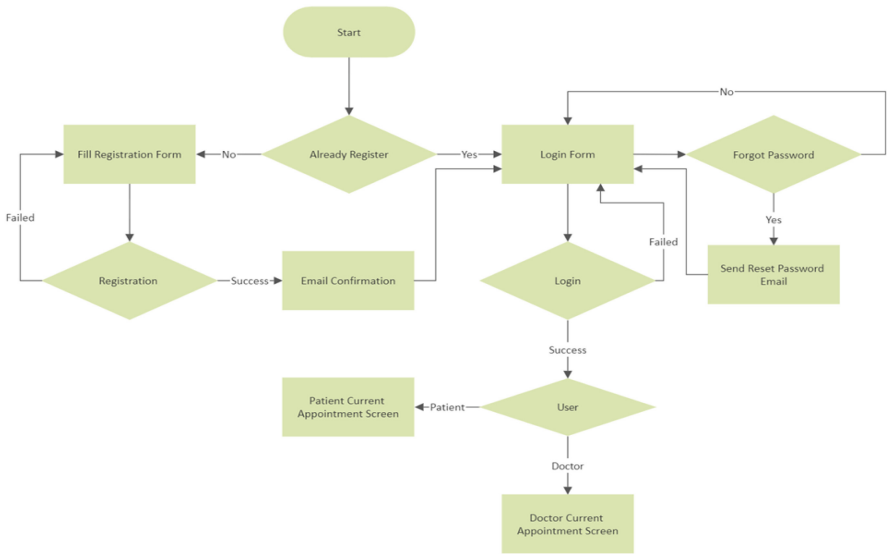 Start
No
Fill Registration Form
No
Already Register
Yes
Login Form
Forgot Password
Failed
Yes
Failed
Registration
Success
Email Confirmation
Login
Send Reset Password
Email
Success
Patient Current
Appointment Screen
Patient
User
Doctor
Doctor Current
Appointment Screen